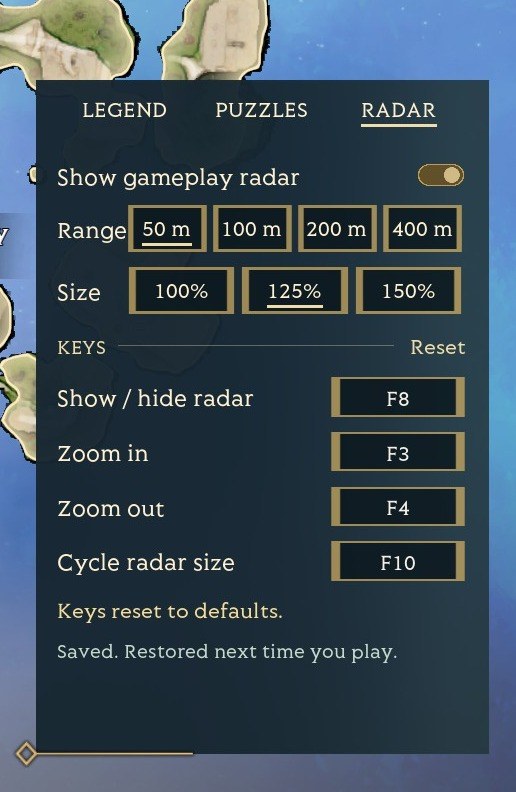 LEGEND PUZZLES RADAR
Show gameplay radar
Range 50 m 100 m 200 m 400 m
Size 100% 125% 150%
KEYS Reset
Show / hide radar F8
Zoom in F3
Zoom out F4
Cycle radar size F10
Keys reset to defaults.
Saved. Restored next time you play.